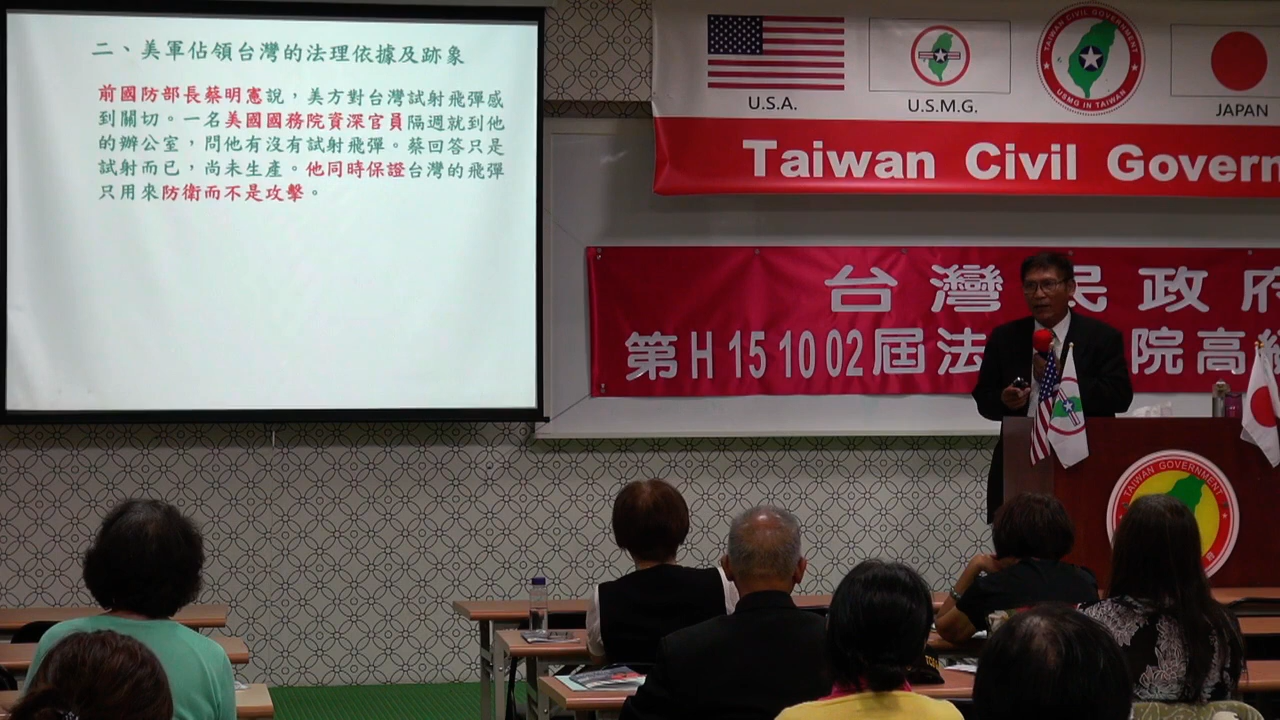 二、美軍佔領台灣的法理依據及跡象
前國防部長蔡明憲說，美方對台灣試射飛彈感
到關切。一名美國國務院資深官員隔週就到他
的辦公室，問他有沒有試射飛彈。蔡回答只是
試射而已，尚未生產。他同時保證台灣的飛彈
只用來防衛而不是攻擊。
U.S.A.
U.S.M.G.
TAIWAN CIVIL GOVERNMENT
USMG IN TAIWAN
JAPAN
Taiwan Civil Govern
台灣民政府
第H 15 10 02屆法 院高
TAIWAN GOVERNMENT